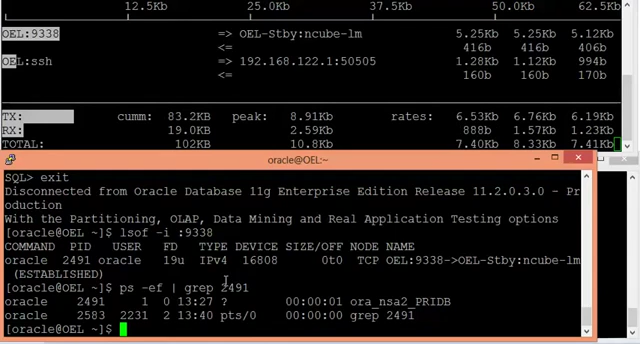 12.5Kb 25.0Kb 37.5Kb 50.0Kb 62.5Kb
OEL:9338 => OEL-Stby:ncube-lm 5.25Kb 5.25Kb 5.12Kb
<= 416b 416b 406b
OEL:ssh => 192.168.122.1:50505 1.28Kb 1.12Kb 994b
<= 160b 160b 170b
TX: cumm: 83.2KB peak: 8.91Kb rates: 6.53Kb 6.76Kb 6.19Kb
RX: 19.0KB 2.59Kb 888b 1.57Kb 1.23Kb
TOTAL: 102KB 10.8Kb 7.40Kb 8.33Kb 7.41Kb
oracle@OEL:~
SQL> exit
Disconnected from Oracle Database 11g Enterprise Edition Release 11.2.0.3.0 - Pr
oduction
With the Partitioning, OLAP, Data Mining and Real Application Testing options
[oracle@OEL ~]$ lsof -i :9338
COMMAND PID USER FD TYPE DEVICE SIZE/OFF NODE NAME
oracle 2491 oracle 19u IPv4 16808 0t0 TCP OEL:9338->OEL-Stby:ncube-lm
(ESTABLISHED)
[oracle@OEL ~]$ ps -ef | grep 2491
oracle 2491 1 0 13:27 ? 00:00:01 ora_nsa2_PRIDB
oracle 2583 2231 2 13:40 pts/0 00:00:00 grep 2491
[oracle@OEL ~]$